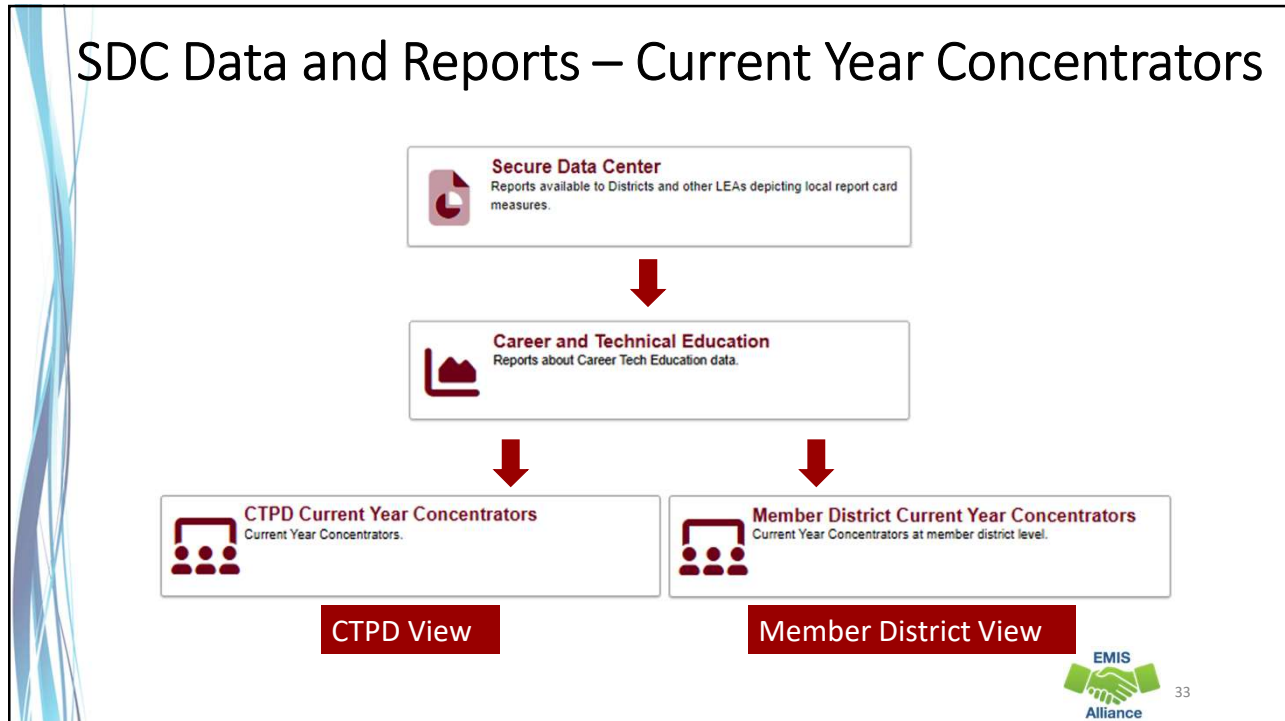 SDC Data and Reports – Current Year Concentrators
Secure Data Center
Reports available to Districts and other LEAs depicting local report card
measures.
Career and Technical Education
Reports about Career Tech Education data.
CTPD Current Year Concentrators
Current Year Concentrators.
Member District Current Year Concentrators
Current Year Concentrators at member district level.
CTPD View
Member District View
EMIS
Alliance
33